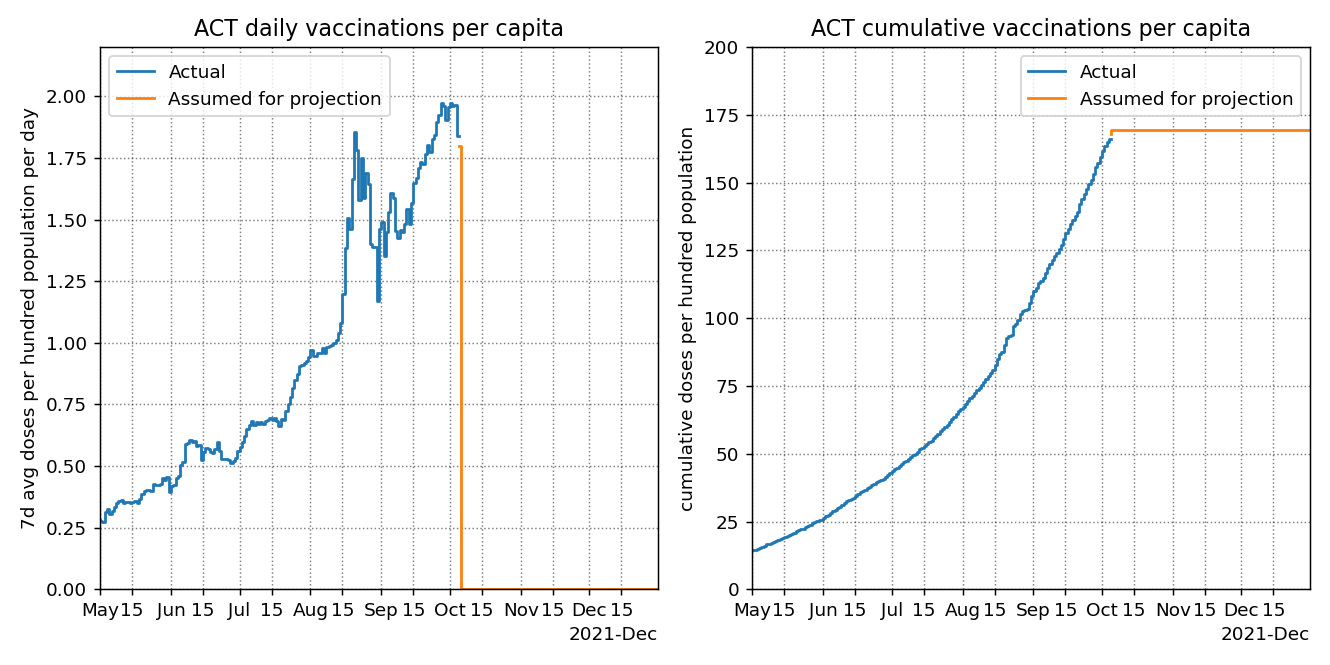 ACT daily vaccinations per capita
Actual
Assumed for projection
7d avg doses per hundred population per day
2.00
1.75
1.50
1.25
1.00
0.75
0.50
0.25
0.00
May 15 Jun 15 Jul 15 Aug 15 Sep 15 Oct 15 Nov 15 Dec 15
2021-Dec
ACT cumulative vaccinations per capita
Actual
Assumed for projection
cumulative doses per hundred population
200
175
150
125
100
75
50
25
0
May 15 Jun 15 Jul 15 Aug 15 Sep 15 Oct 15 Nov 15 Dec 15
2021-Dec